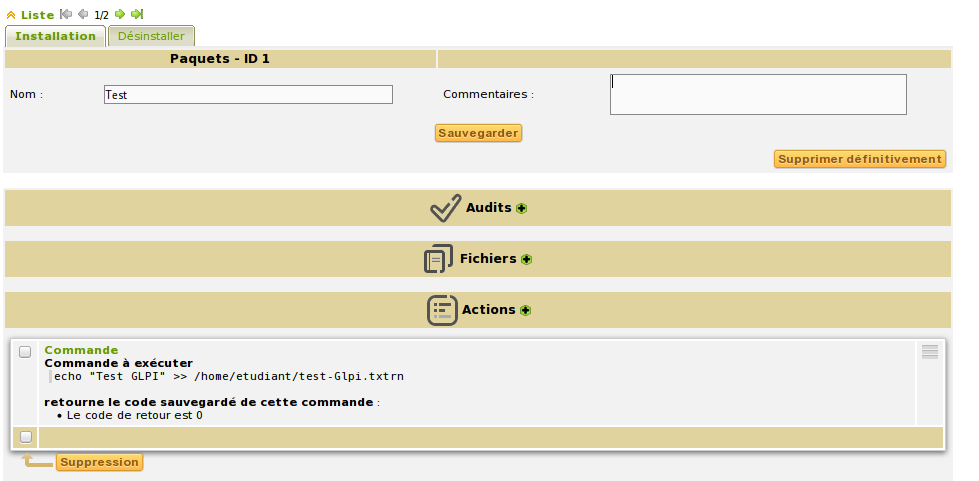 Liste 1/2
Installation Désinstaller
Paquets - ID 1
Nom : Test Commentaires :
Sauvegarder
Supprimer définitivement
Audits
Fichiers
Actions
Commande
Commande à exécuter
echo "Test GLPI" >> /home/etudiant/test-Glpi.txtrn
retourne le code sauvegardé de cette commande :
• Le code de retour est 0
Suppression